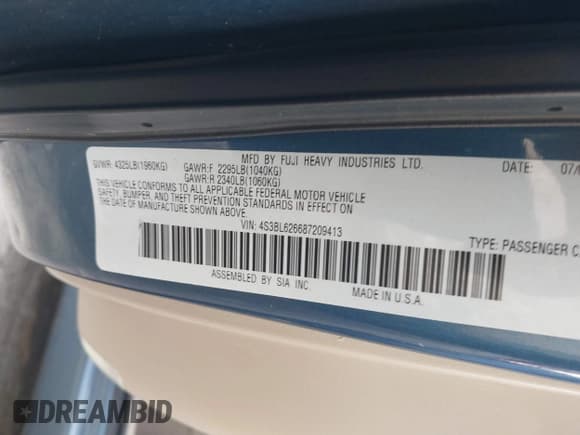 MFD BY FUJI HEAVY INDUSTRIES LTD. DATE: 07/
GVWR: 4325LB(1960KG) GAWR:F 2295LB(1040KG)
GAWR:R 2340LB(1060KG)
THIS VEHICLE CONFORMS TO ALL APPLICABLE FEDERAL MOTOR VEHICLE
SAFETY, BUMPER, AND THEFT PREVENTION STANDARDS IN EFFECT ON
THE DATE OF MANUFACTURE SHOWN ABOVE.
VIN: 4S3BL626687209413 TYPE: PASSENGER C
ASSEMBLED BY SIA INC. MADE IN U.S.A.
DREAMBID